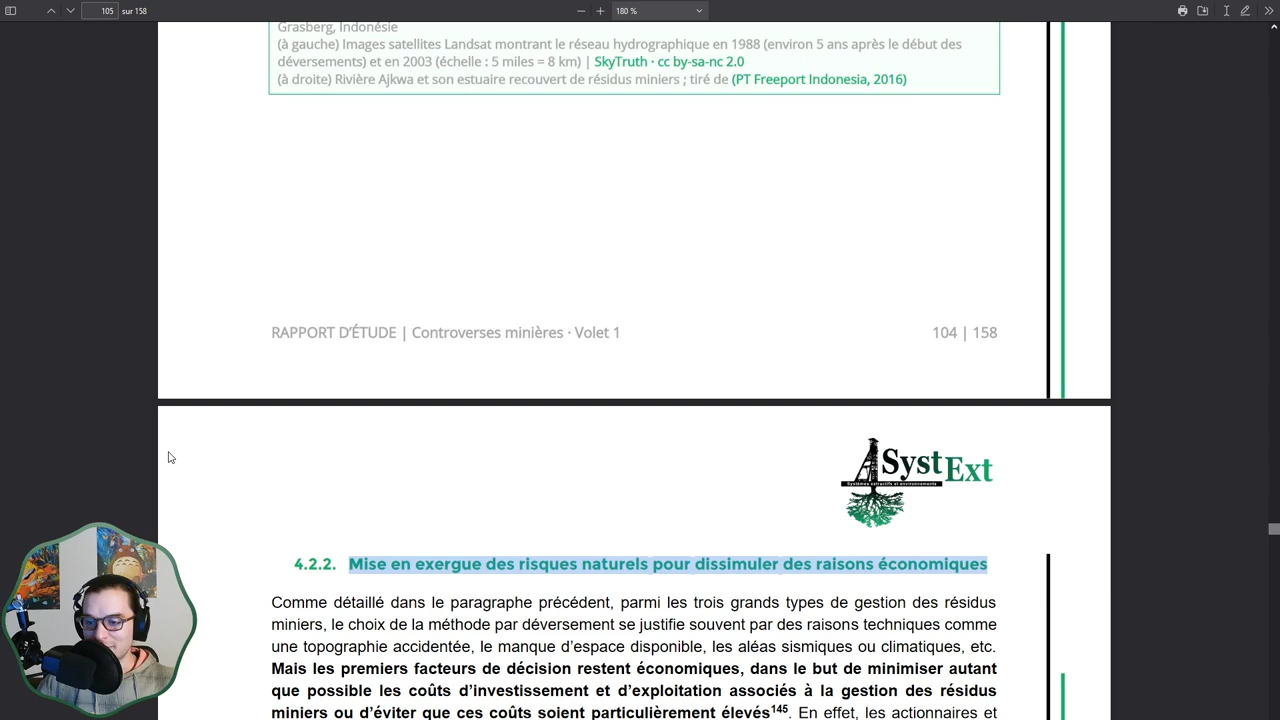 105 sur 158
180 %
Grasberg, Indonésie
(à gauche) Images satellites Landsat montrant le réseau hydrographique en 1988 (environ 5 ans après le début des
déversements) et en 2003 (échelle : 5 miles = 8 km) | SkyTruth · cc by-sa-nc 2.0
(à droite) Rivière Ajkwa et son estuaire recouvert de résidus miniers ; tiré de (PT Freeport Indonesia, 2016)
RAPPORT D'ÉTUDE | Controverses minières · Volet 1
104 | 158
SystExt
Systèmes extractifs et environnements
4.2.2. Mise en exergue des risques naturels pour dissimuler des raisons économiques
Comme détaillé dans le paragraphe précédent, parmi les trois grands types de gestion des résidus
miniers, le choix de la méthode par déversement se justifie souvent par des raisons techniques comme
une topographie accidentée, le manque d'espace disponible, les aléas sismiques ou climatiques, etc.
Mais les premiers facteurs de décision restent économiques, dans le but de minimiser autant
que possible les coûts d'investissement et d'exploitation associés à la gestion des résidus
miniers ou d'éviter que ces coûts soient particulièrement élevés¹⁴⁵. En effet, les actionnaires et